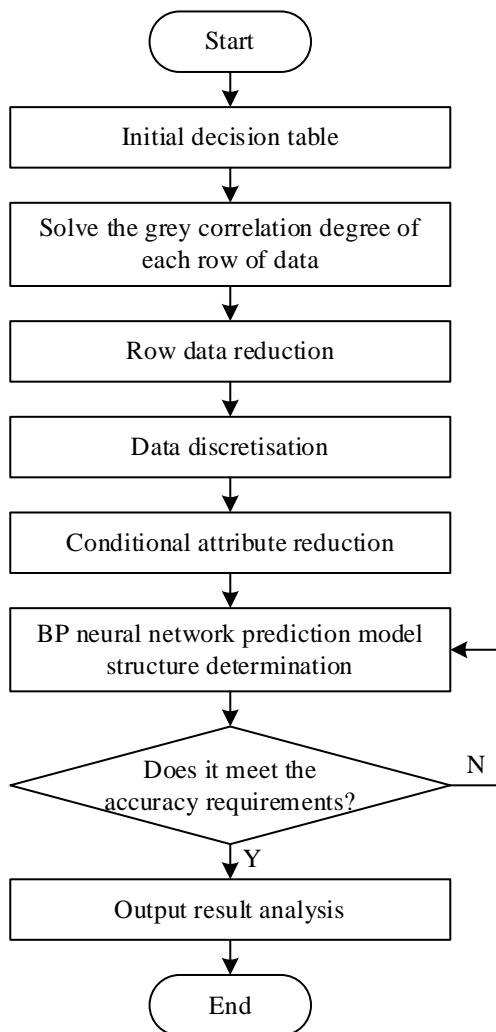 Start
Initial decision table
Solve the grey correlation degree of
each row of data
Row data reduction
Data discretisation
Conditional attribute reduction
BP neural network prediction model
structure determination
Does it meet the
accuracy requirements?
N
Y
Output result analysis
End